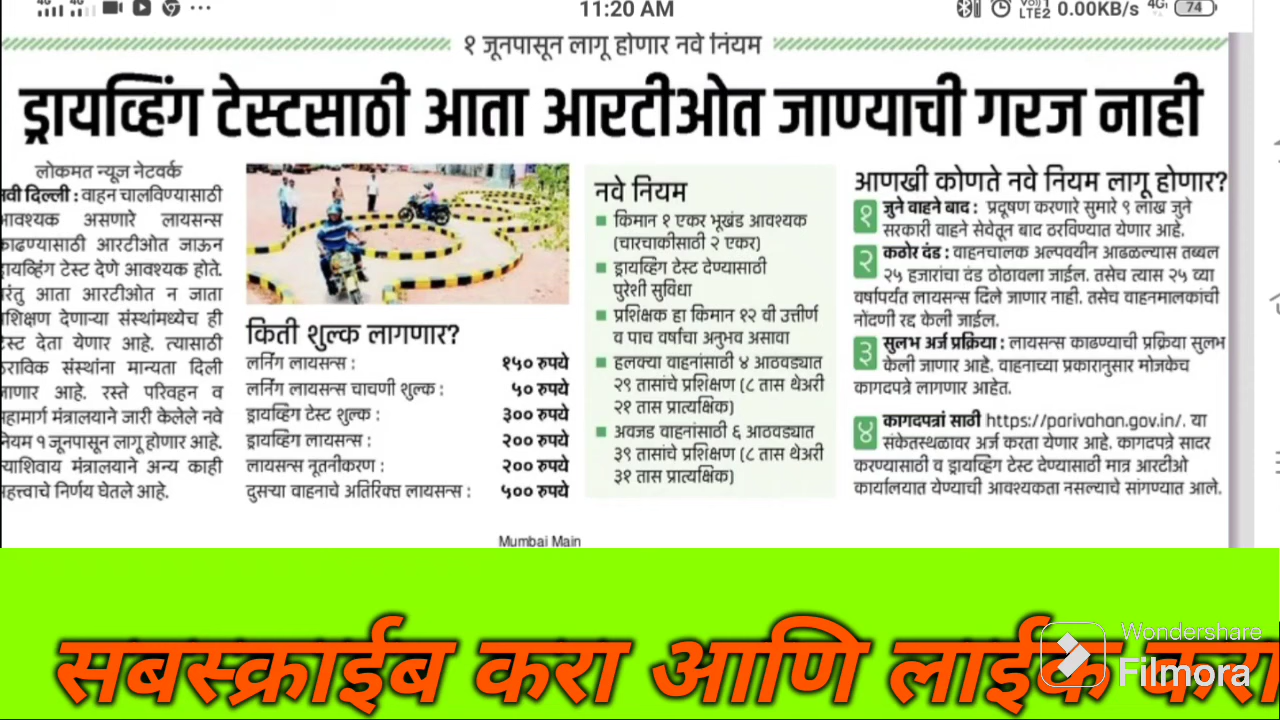 11:20 AM
LTE2 0.00KB/s 4G 74
१ जूनपासून लागू होणार नवे नियम
ड्रायव्हिंग टेस्टसाठी आता आरटीओत जाण्याची गरज नाही
लोकमत न्यूज नेटवर्क
नवी दिल्ली : वाहन चालविण्यासाठी
आवश्यक असणारे लायसन्स
काढण्यासाठी आरटीओत जाऊन
ड्रायव्हिंग टेस्ट देणे आवश्यक होते.
परंतु आता आरटीओत न जाता
प्रशिक्षण देणाऱ्या संस्थांमध्येच ही
टेस्ट देता येणार आहे. त्यासाठी
ठराविक संस्थांना मान्यता दिली
जाणार आहे. रस्ते परिवहन व
महामार्ग मंत्रालयाने जारी केलेले नवे
नियम १ जूनपासून लागू होणार आहे.
त्याशिवाय मंत्रालयाने अन्य काही
महत्त्वाचे निर्णय घेतले आहे.
किती शुल्क लागणार?
लर्निंग लायसन्स : १५० रुपये
लर्निंग लायसन्स चाचणी शुल्क : ५० रुपये
ड्रायव्हिंग टेस्ट शुल्क : ३०० रुपये
ड्रायव्हिंग लायसन्स : २०० रुपये
लायसन्स नूतनीकरण : २०० रुपये
दुसऱ्या वाहनाचे अतिरिक्त लायसन्स : ५०० रुपये
नवे नियम
किमान १ एकर भूखंड आवश्यक
(चारचाकीसाठी २ एकर)
ड्रायव्हिंग टेस्ट देण्यासाठी
पुरेशी सुविधा
प्रशिक्षक हा किमान १२ वी उत्तीर्ण
व पाच वर्षाचा अनुभव असावा
हलक्या वाहनांसाठी ४ आठवड्यात
२९ तासांचे प्रशिक्षण (८ तास थेअरी
२१ तास प्रात्यक्षिक)
अवजड वाहनांसाठी ६ आठवड्यात
३९ तासांचे प्रशिक्षण (८ तास थेअरी
३१ तास प्रात्यक्षिक)
आणखी कोणते नवे नियम लागू होणार?
१ जुने वाहने बाद : प्रदूषण करणारे सुमारे ९ लाख जुने
सरकारी वाहने सेवेतून बाद ठरविण्यात येणार आहे.
२ कठोर दंड : वाहनचालक अल्पवयीन आढळल्यास तब्बल
२५ हजारांचा दंड ठोठावला जाईल. तसेच त्यास २५ व्या
वर्षापर्यंत लायसन्स दिले जाणार नाही. तसेच वाहनमालकांची
नोंदणी रद्द केली जाईल.
३ सुलभ अर्ज प्रक्रिया : लायसन्स काढण्याची प्रक्रिया सुलभ
केली जाणार आहे. वाहनाच्या प्रकारानुसार मोजकेच
कागदपत्रे लागणार आहेत.
४ कागदपत्रां साठी https://parivahan.gov.in/. या
संकेतस्थळावर अर्ज करता येणार आहे. कागदपत्रे सादर
करण्यासाठी व ड्रायव्हिंग टेस्ट देण्यासाठी मात्र आरटीओ
कार्यालयात येण्याची आवश्यकता नसल्याचे सांगण्यात आले.
Mumbai Main
सबस्क्राईब करा आणि लाईक करा
Wondershare
Filmora